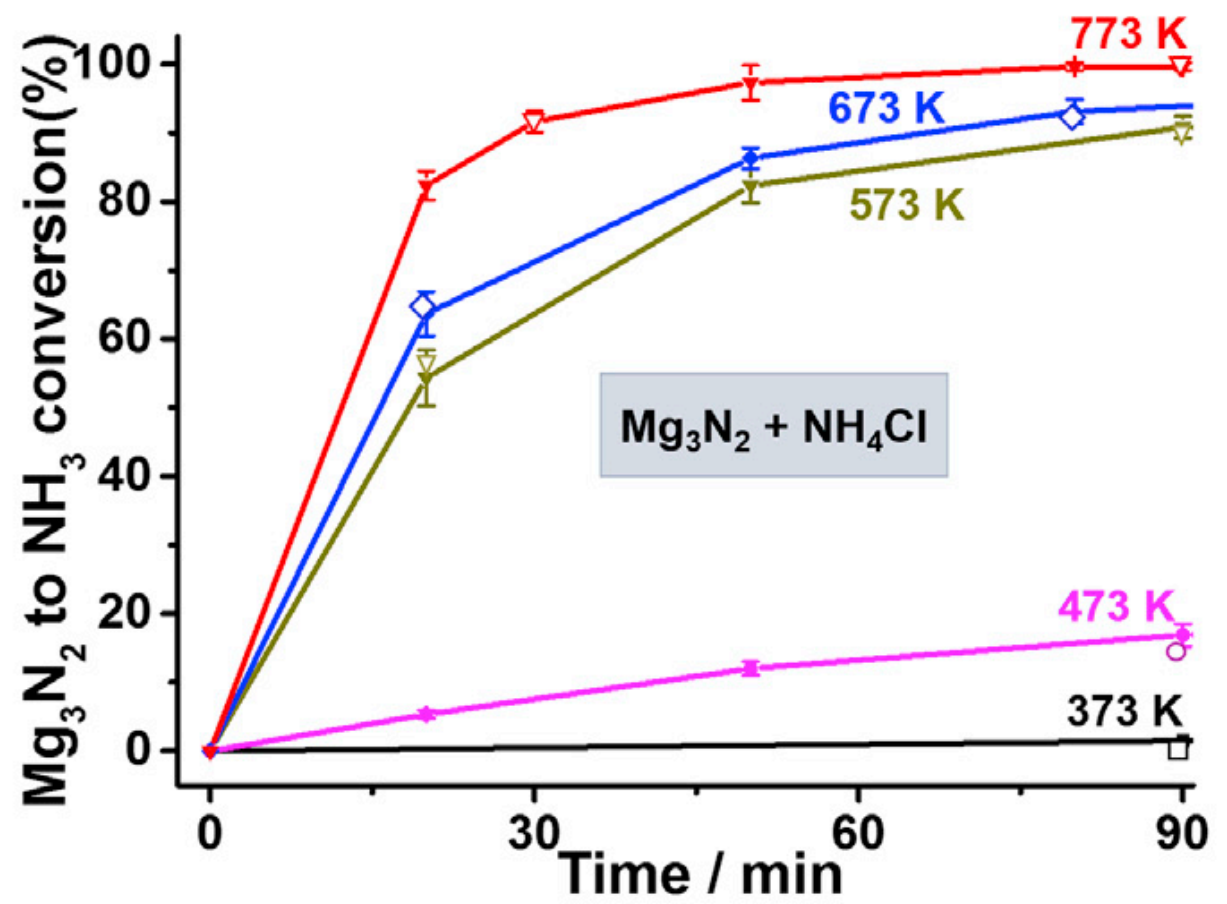 Mg₃N₂ to NH₃ conversion(%)
100
80
60
40
20
0
773 K
673 K
573 K
Mg₃N₂ + NH₄Cl
473 K
373 K
0 30 60 90
Time / min